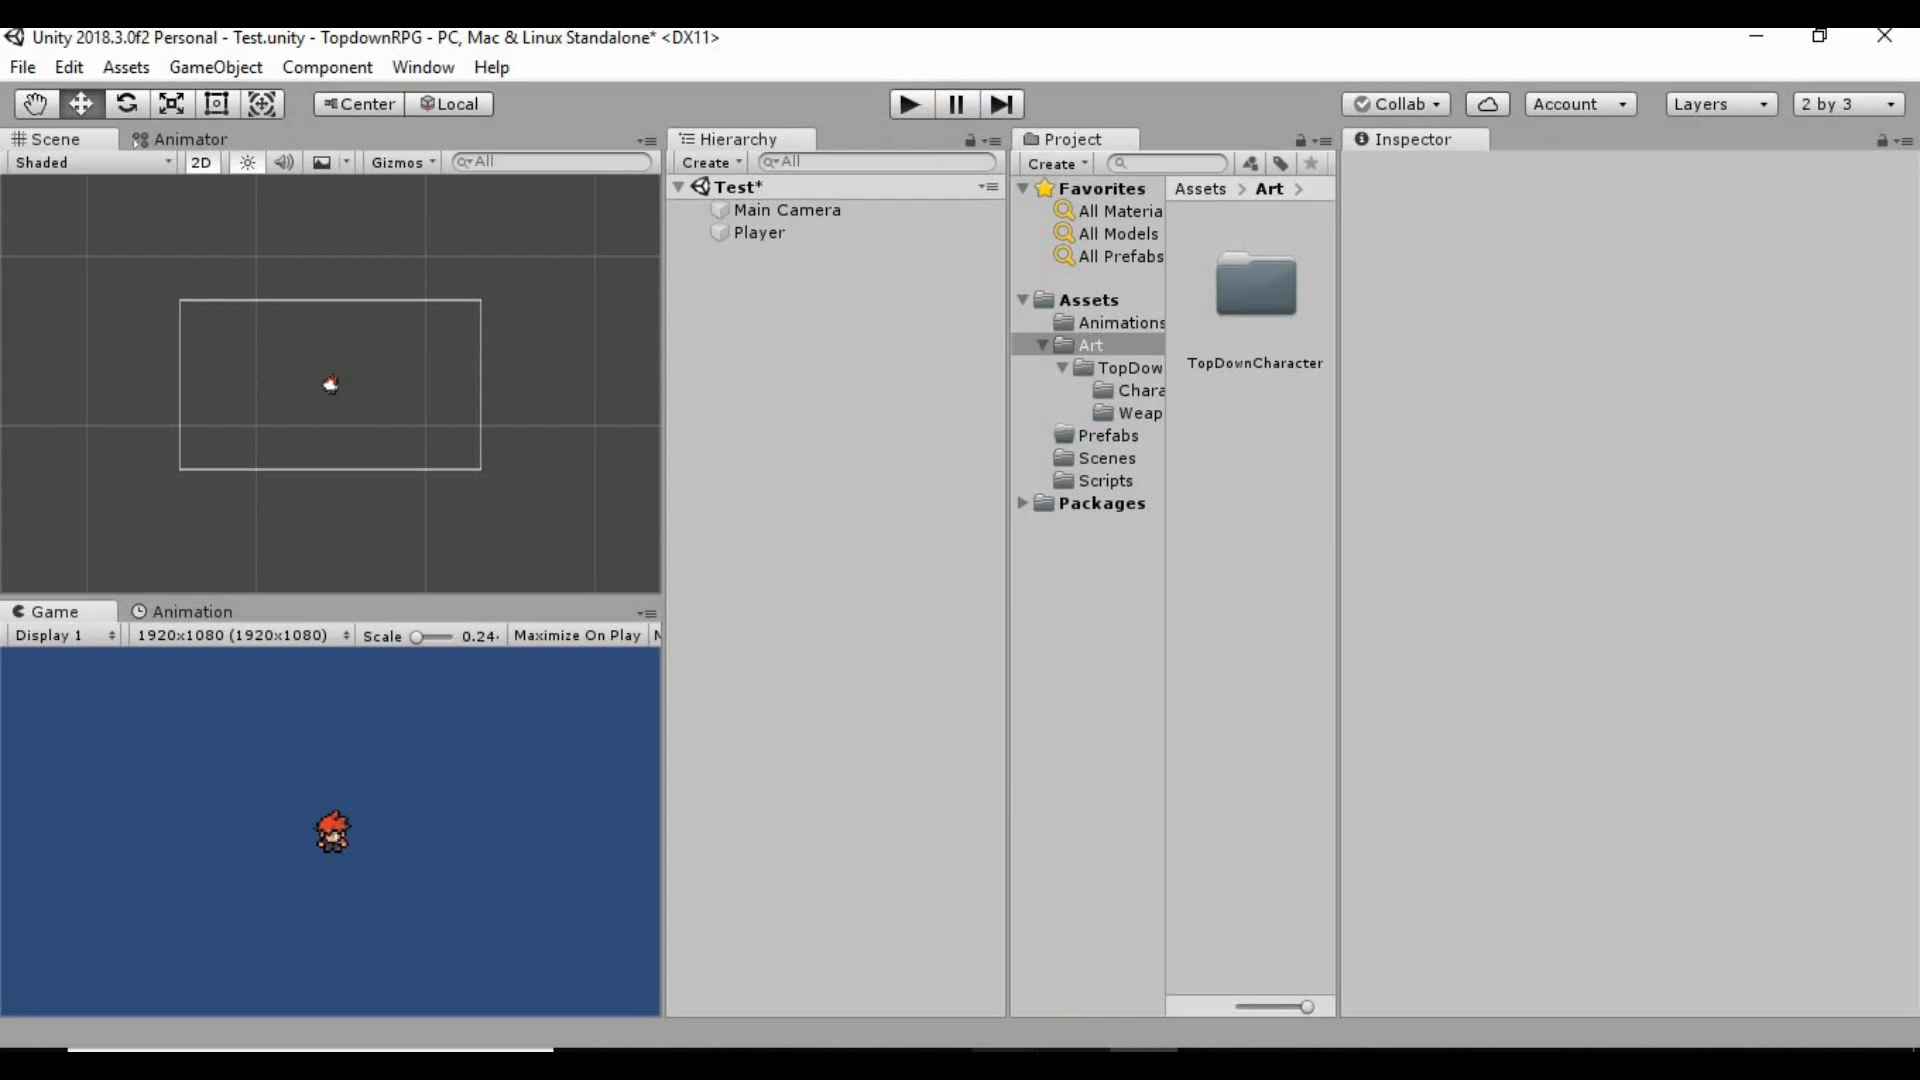 Unity 2018.3.0f2 Personal - Test.unity - TopdownRPG - PC, Mac & Linux Standalone* <DX11>
File Edit Assets GameObject Component Window Help
Center Local Collab Account Layers 2 by 3
Scene Animator
Shaded 2D Gizmos All
Hierarchy
Create All
Test*
Main Camera
Player
Project
Create
Favorites
All Materia
All Models
All Prefabs
Assets
Animations
Art
TopDow
Chara
Weap
Prefabs
Scenes
Scripts
Packages
Assets > Art >
TopDownCharacter
Inspector
Game Animation
Display 1 1920x1080 (1920x1080) Scale 0.24 Maximize On Play